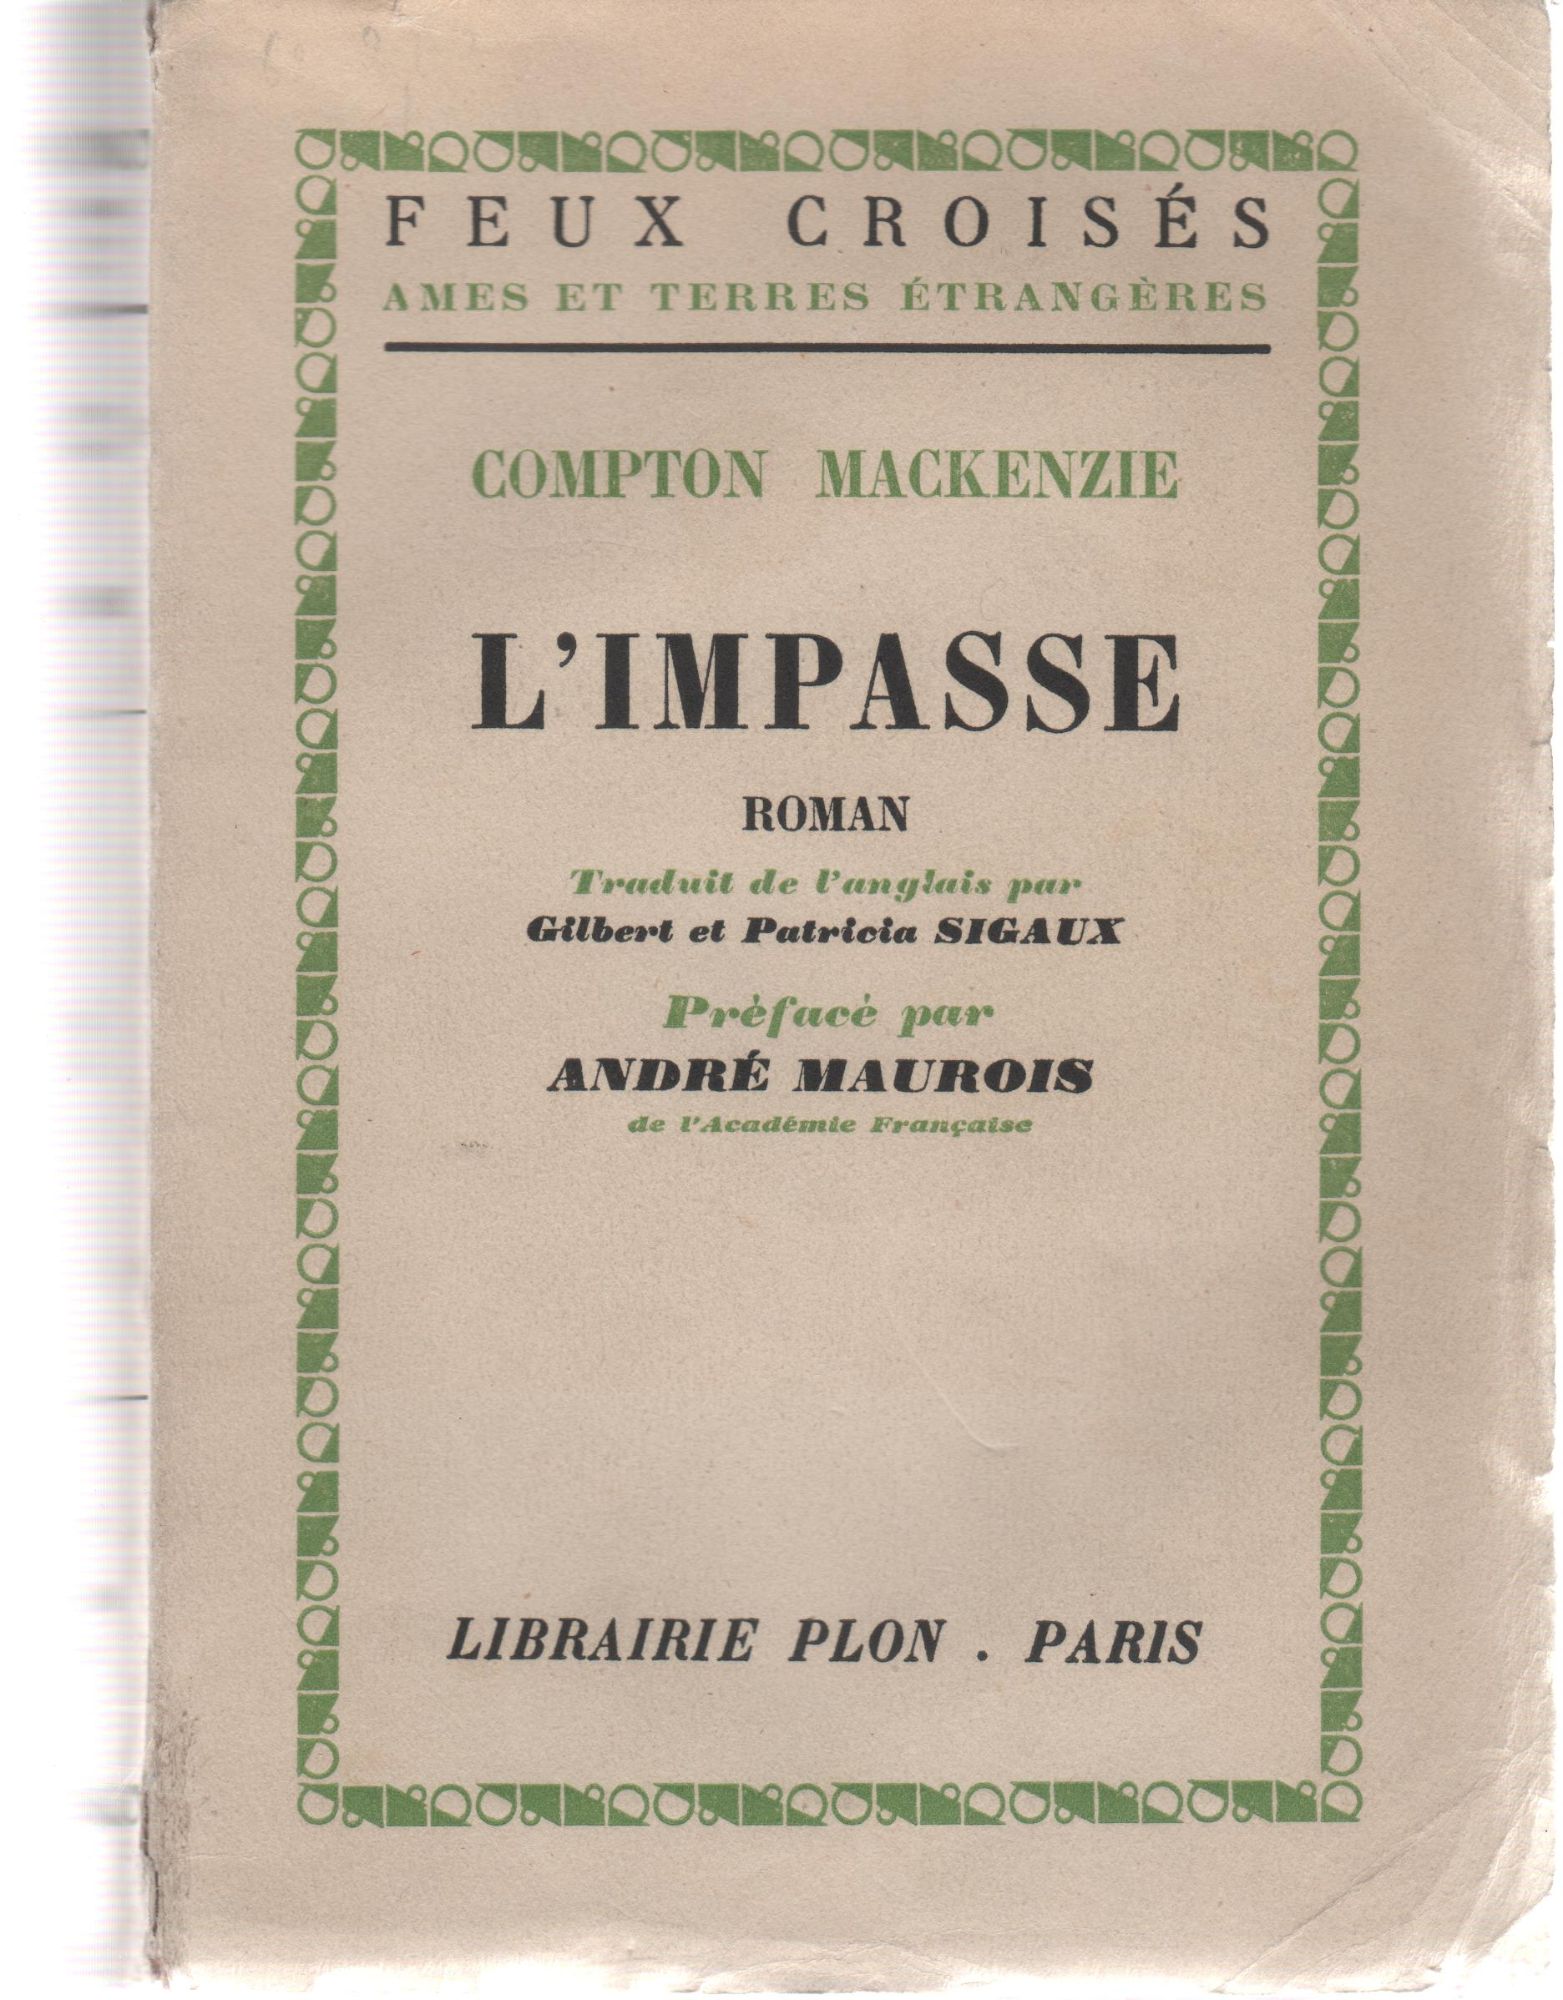 FEUX CROISÉS
AMES ET TERRES ÉTRANGÈRES
COMPTON MACKENZIE
L'IMPASSE
ROMAN
Traduit de l'anglais par
Gilbert et Patricia SIGAUX
Préfacé par
ANDRÉ MAUROIS
de l'Académie Française
LIBRAIRIE PLON . PARIS